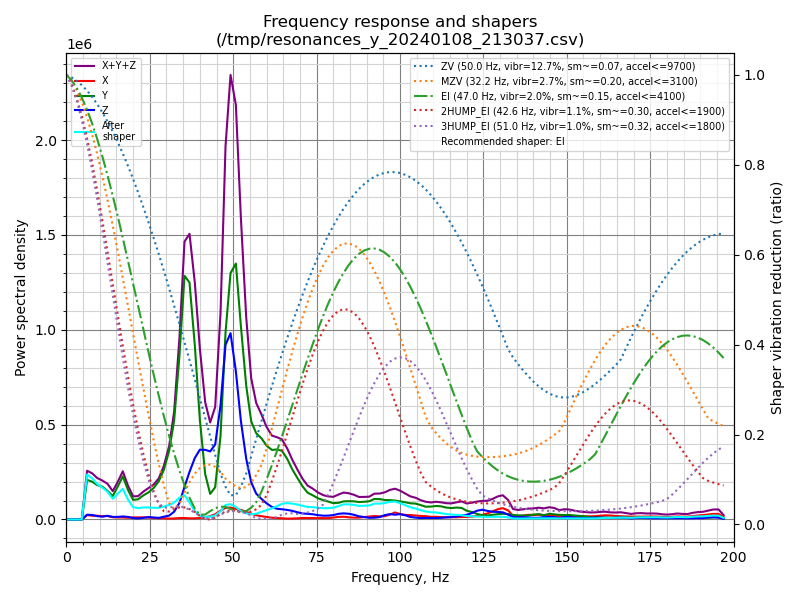 Frequency response and shapers
(/tmp/resonances_y_20240108_213037.csv)
1e6
X+Y+Z
X
Y
Z
After
shaper
ZV (50.0 Hz, vibr=12.7%, sm~=0.07, accel<=9700)
MZV (32.2 Hz, vibr=2.7%, sm~=0.20, accel<=3100)
EI (47.0 Hz, vibr=2.0%, sm~=0.15, accel<=4100)
2HUMP_EI (42.6 Hz, vibr=1.1%, sm~=0.30, accel<=1900)
3HUMP_EI (51.0 Hz, vibr=1.0%, sm~=0.32, accel<=1800)
Recommended shaper: EI
Power spectral density
2.0
1.5
1.0
0.5
0.0
1.0
0.8
0.6
0.4
0.2
0.0
Shaper vibration reduction (ratio)
0 25 50 75 100 125 150 175 200
Frequency, Hz